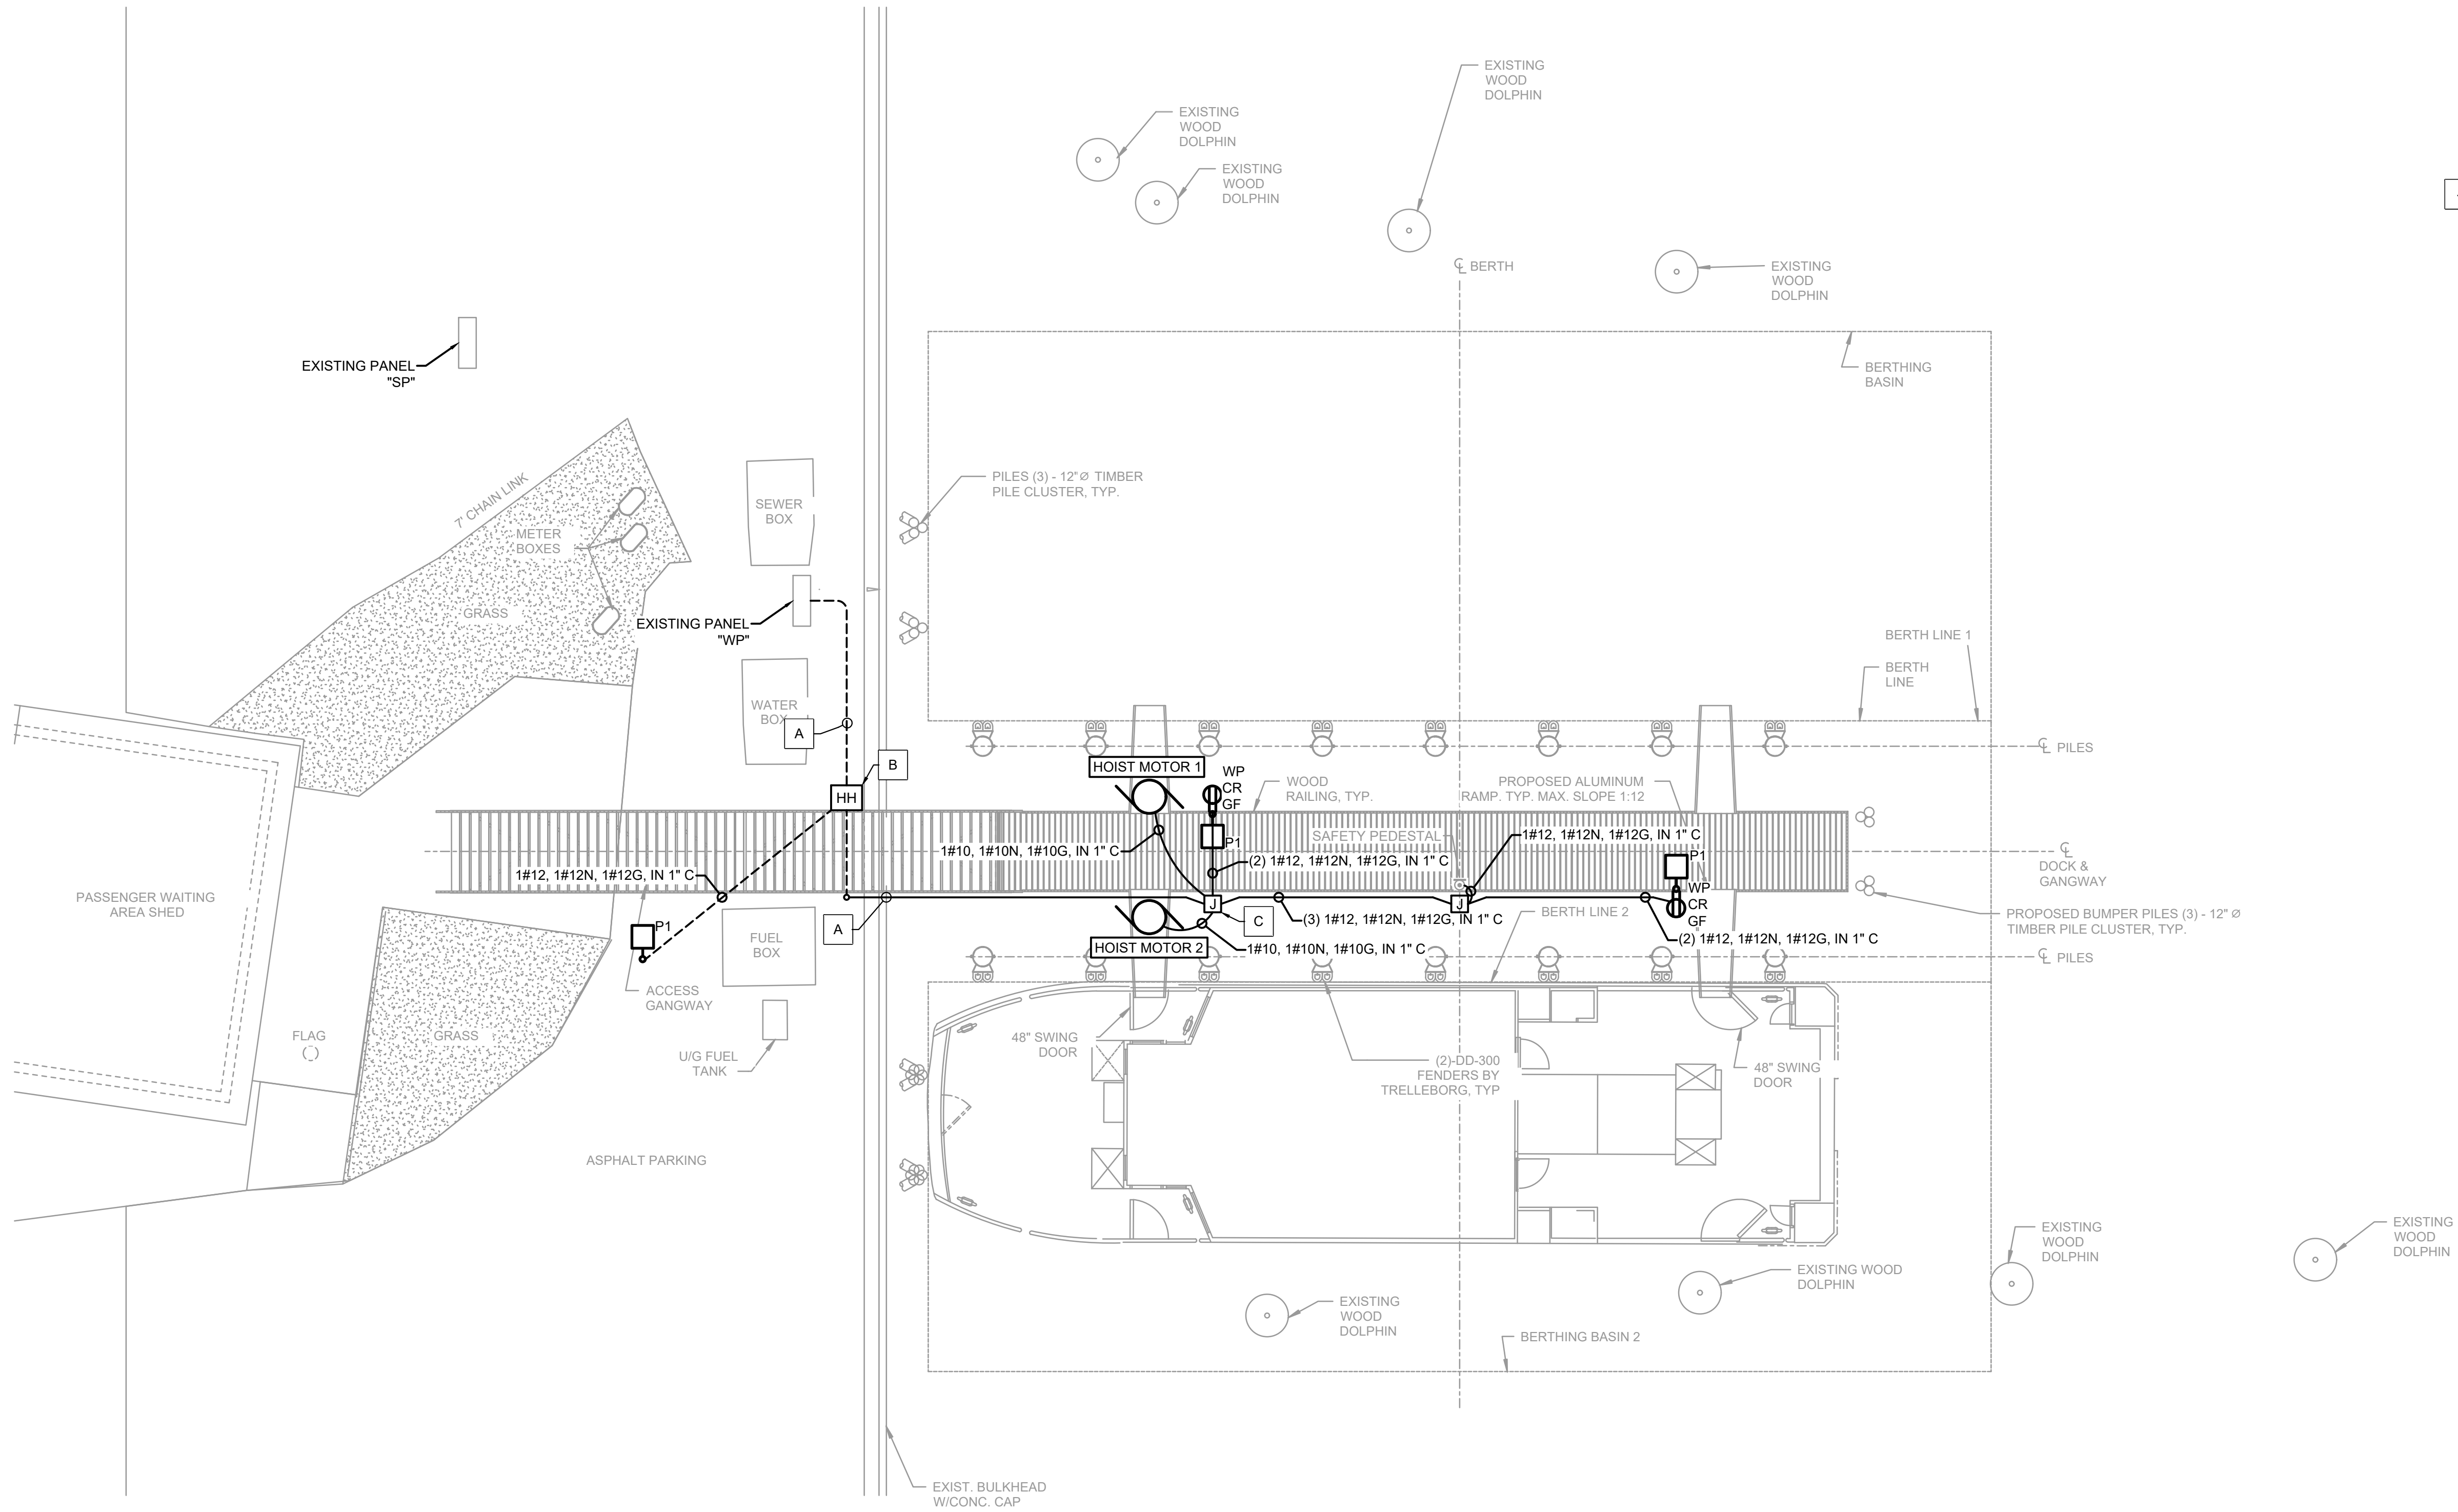 EXISTING
WOOD
DOLPHIN
EXISTING
WOOD
DOLPHIN
EXISTING
WOOD
DOLPHIN
℄ BERTH
EXISTING
WOOD
DOLPHIN
EXISTING PANEL
"SP"
BERTHING
BASIN
7' CHAIN LINK
METER
BOXES
SEWER
BOX
PILES (3) - 12"Ø TIMBER
PILE CLUSTER, TYP.
GRASS
EXISTING PANEL
"WP"
BERTH LINE 1
BERTH
LINE
WATER
BOX
A
B
HH
℄ PILES
HOIST MOTOR 1
WP
CR
GF
P1
WOOD
RAILING, TYP.
PROPOSED ALUMINUM
RAMP. TYP. MAX. SLOPE 1:12
SAFETY PEDESTAL
1#12, 1#12N, 1#12G, IN 1" C
1#10, 1#10N, 1#10G, IN 1" C
(2) 1#12, 1#12N, 1#12G, IN 1" C
P1
WP
CR
GF
℄
DOCK &
GANGWAY
1#12, 1#12N, 1#12G, IN 1" C
PASSENGER WAITING
AREA SHED
P1
FUEL
BOX
A
J
C
(3) 1#12, 1#12N, 1#12G, IN 1" C
J
BERTH LINE 2
PROPOSED BUMPER PILES (3) - 12" Ø
TIMBER PILE CLUSTER, TYP.
HOIST MOTOR 2
1#10, 1#10N, 1#10G, IN 1" C
(2) 1#12, 1#12N, 1#12G, IN 1" C
℄ PILES
ACCESS
GANGWAY
FLAG
GRASS
U/G FUEL
TANK
48" SWING
DOOR
(2)-DD-300
FENDERS BY
TRELLEBORG, TYP
48" SWING
DOOR
ASPHALT PARKING
EXISTING
WOOD
DOLPHIN
EXISTING
WOOD
DOLPHIN
EXISTING WOOD
DOLPHIN
EXISTING
WOOD
DOLPHIN
BERTHING BASIN 2
EXIST. BULKHEAD
W/CONC. CAP